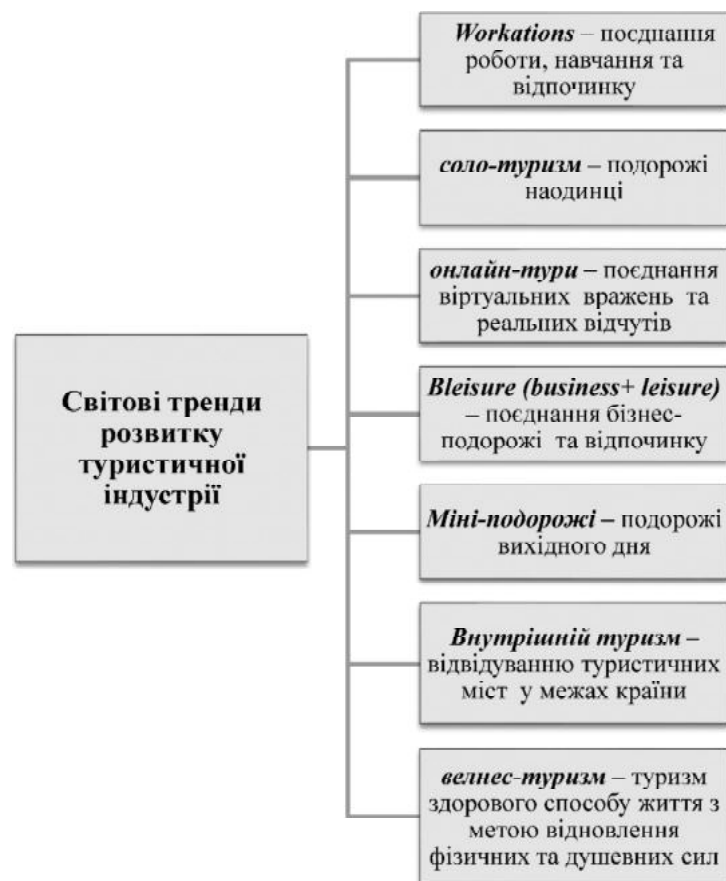 Світові тренди
розвитку
туристичної
індустрії
Workations – поєднання
роботи, навчання та
відпочинку
соло-туризм – подорожі
наодинці
онлайн-тури – поєднання
віртуальних вражень та
реальних відчутів
Bleisure (business+ leisure)
– поєднання бізнес-
подорожі та відпочинку
Міні-подорожі – подорожі
вихідного дня
Внутрішній туризм –
відвідуванню туристичних
міст у межах країни
велнес-туризм – туризм
здорового способу життя з
метою відновлення
фізичних та душевних сил